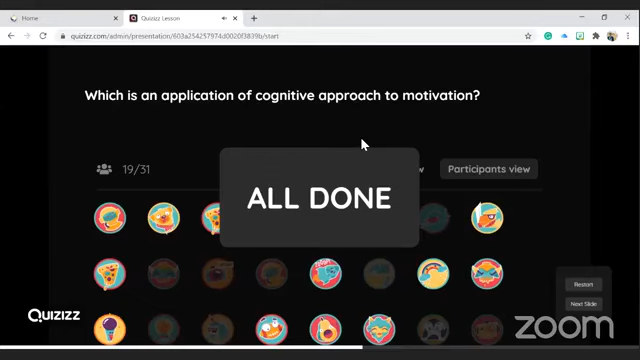 Home
Quizizz Lesson
quizizz.com/admin/presentation/603a254257974d0020f3839b/start
Which is an application of cognitive approach to motivation?
19/31
Participants view
ALL DONE
Restart
Next Slide
QUIZIZZ
zoom